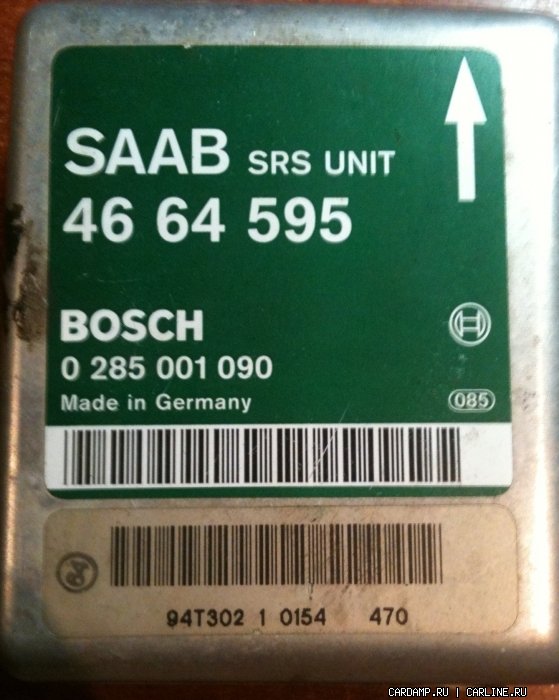 SAAB SRS UNIT
46 64 595
BOSCH
0 285 001 090
Made in Germany
085
94T302 1 0154 470
CARDAMP.RU | CARLINE.RU